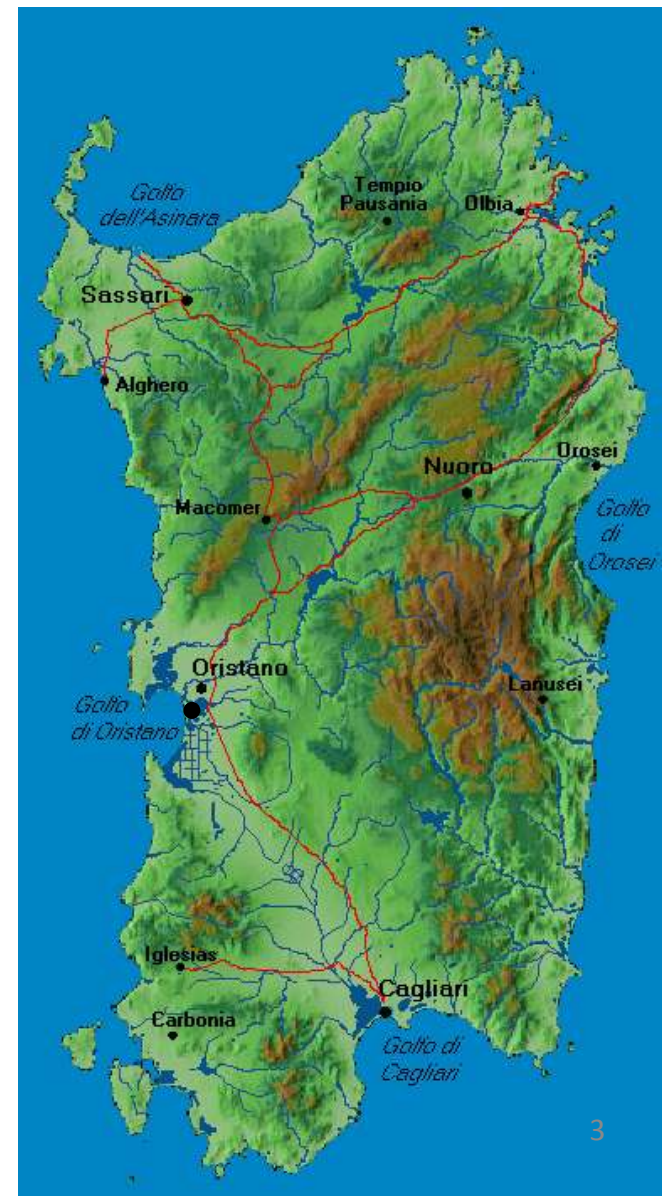 Golfo
dell'Asinara
Tempio
Pausania
Olbia
Sassari
Alghero
Orosei
Nuoro
Macomer
Golfo
di
Orosei
Oristano
Lanusei
Golfo
di Oristano
Iglesias
Cagliari
Carbonia
Golfo di
Cagliari
3